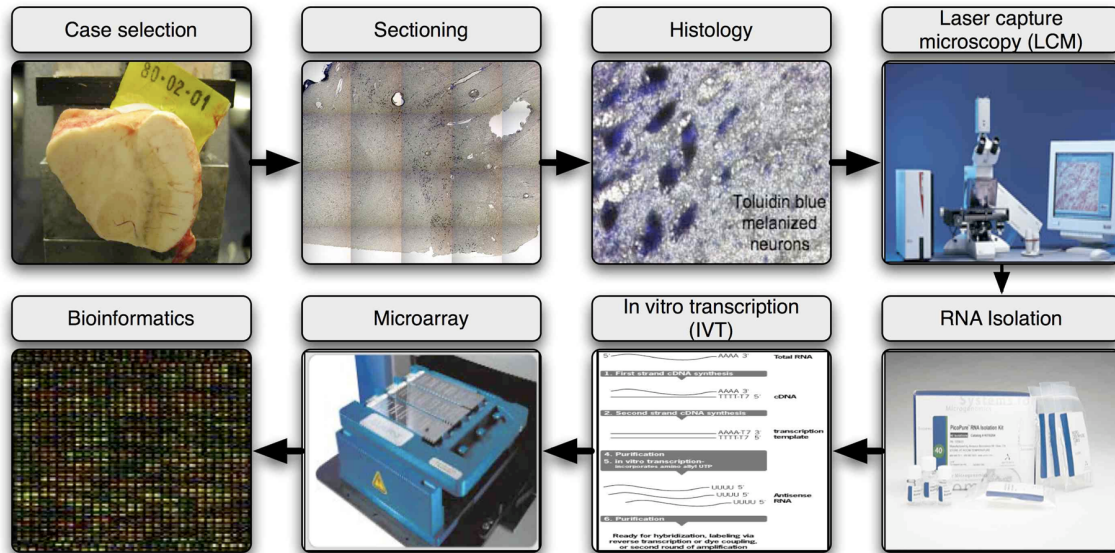 Case selection
Sectioning
Histology
Laser capture
microscopy (LCM)
80-02-01
Toluidin blue
melanized
neurons
Bioinformatics
Microarray
In vitro transcription
(IVT)
RNA Isolation
5'
AAAA 3'
Total RNA
1. First strand cDNA synthesis
AAAA 3'
TTTT-T7 5'
cDNA
2. Second strand cDNA synthesis
AAAA-T7 3'
TTTT-T7 5'
transcription
template
4. Purification
5. in vitro transcription-
incorporates amino allyl UTP
UUUU 5'
UUUU 5'
UUUU 5'
Antisense
RNA
6. Purification
Ready for hybridization, labeling via
reverse transcription or dye coupling,
or second round of amplification
Systems
PicoPure RNA Isolation Kit
40